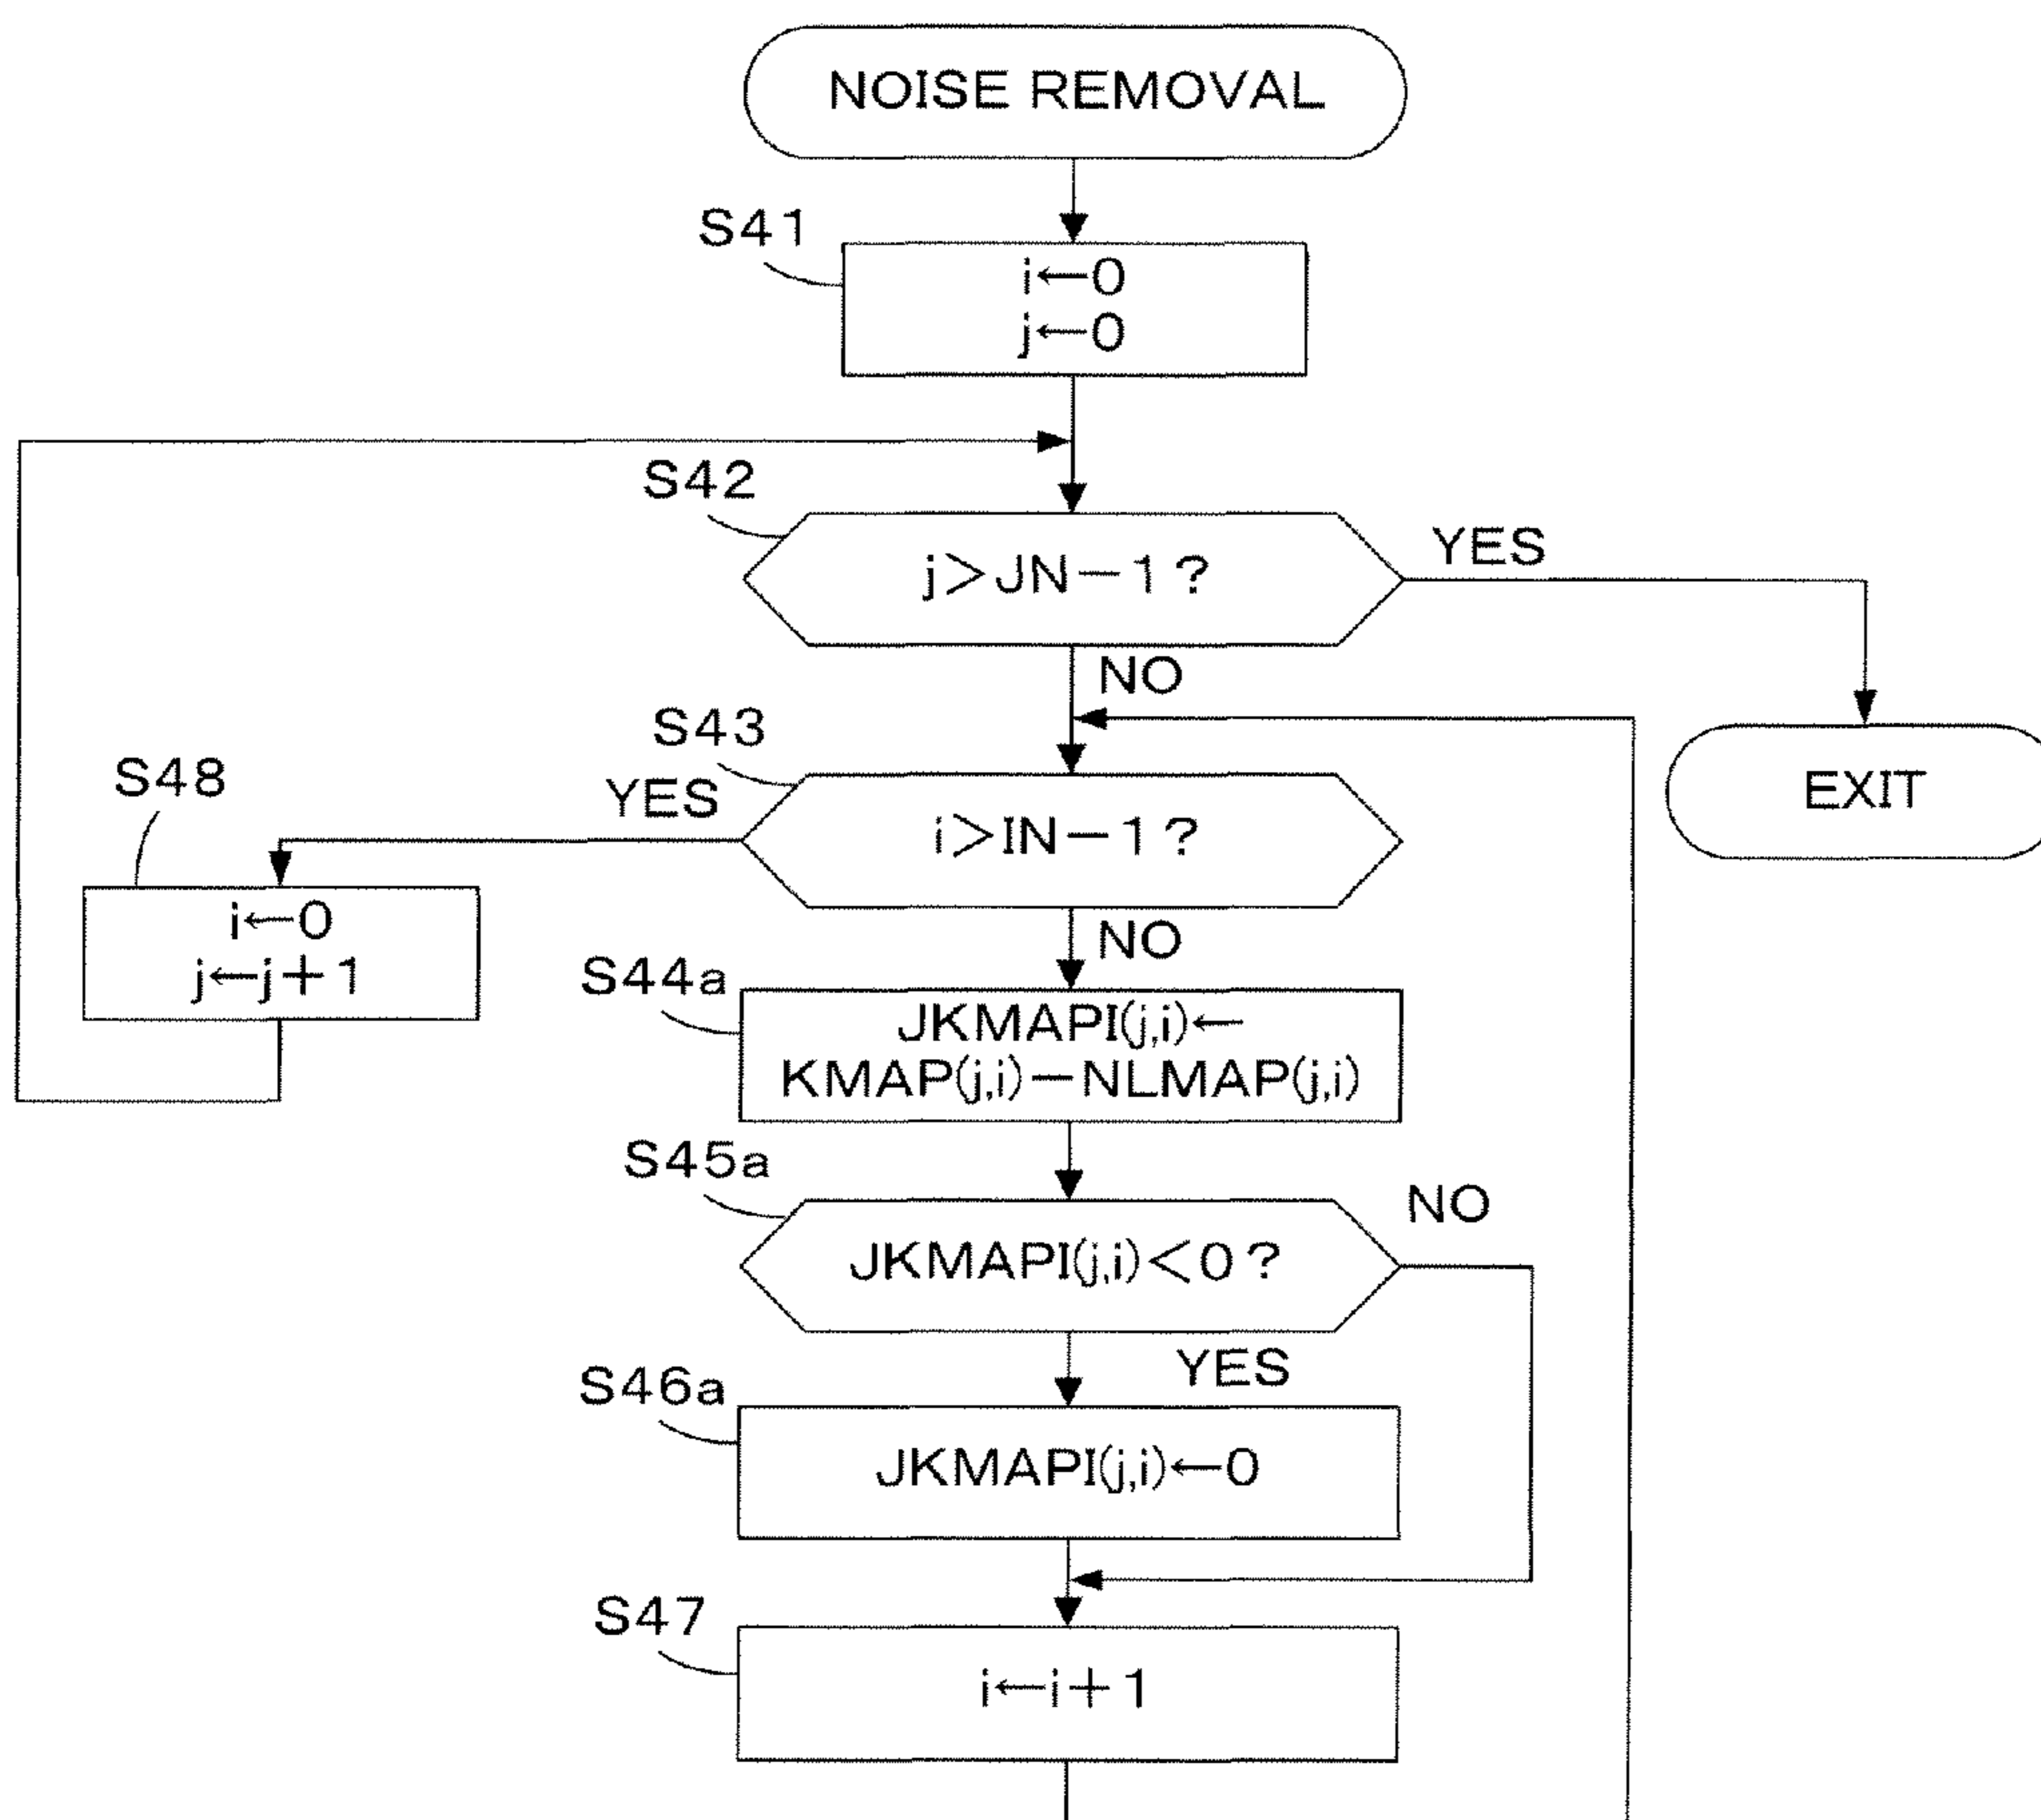 NOISE REMOVAL
S41
i←0
j←0
S42
j>JN−1?
YES
NO
S43
YES
i>IN−1?
EXIT
S48
i←0
j←j+1
NO
S44a
JKMAPI(j,i)←
KMAP(j,i)−NLMAP(j,i)
S45a
JKMAPI(j,i)<0?
NO
YES
S46a
JKMAPI(j,i)←0
S47
i←i+1